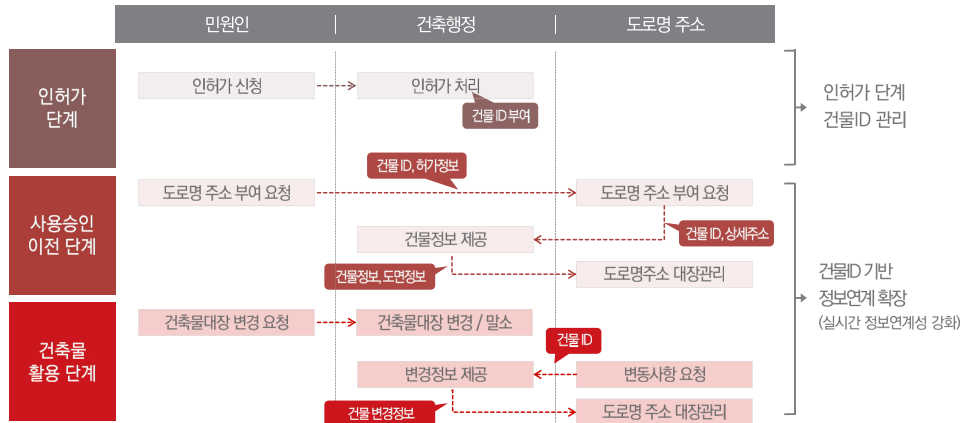 민원인
건축행정
도로명 주소
인허가
단계
인허가 신청
인허가 처리
건물 ID 부여
인허가 단계
건물ID 관리
사용승인
이전 단계
건물 ID, 허가정보
도로명 주소 부여 요청
도로명 주소 부여 요청
건물 ID, 상세주소
건물정보 제공
건물정보, 도면정보
도로명주소 대장관리
건물ID 기반
정보연계 확장
(실시간 정보연계성 강화)
건축물
활용 단계
건축물대장 변경 요청
건축물대장 변경 / 말소
건물 ID
변경정보 제공
변동사항 요청
건물 변경정보
도로명 주소 대장관리